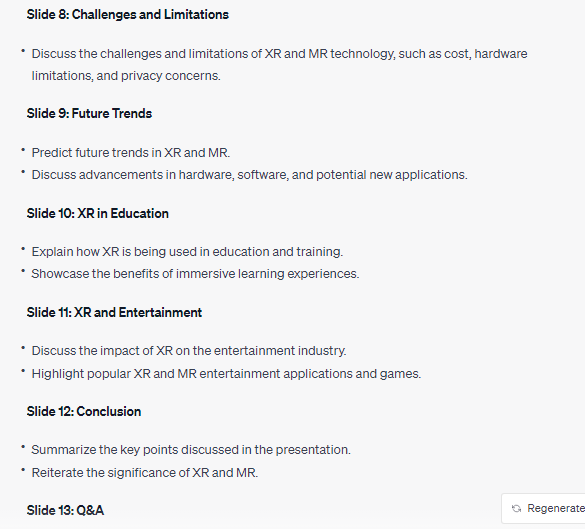 Slide 8: Challenges and Limitations
• Discuss the challenges and limitations of XR and MR technology, such as cost, hardware
limitations, and privacy concerns.
Slide 9: Future Trends
• Predict future trends in XR and MR.
• Discuss advancements in hardware, software, and potential new applications.
Slide 10: XR in Education
• Explain how XR is being used in education and training.
• Showcase the benefits of immersive learning experiences.
Slide 11: XR and Entertainment
• Discuss the impact of XR on the entertainment industry.
• Highlight popular XR and MR entertainment applications and games.
Slide 12: Conclusion
• Summarize the key points discussed in the presentation.
• Reiterate the significance of XR and MR.
Slide 13: Q&A
Regenerate